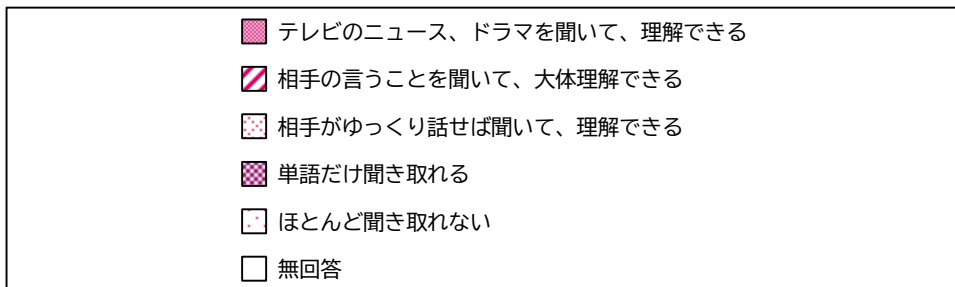 テレビのニュース、ドラマを聞いて、理解できる
相手の言うことを聞いて、大体理解できる
相手がゆっくり話せば聞いて、理解できる
単語だけ聞き取れる
ほとんど聞き取れない
無回答